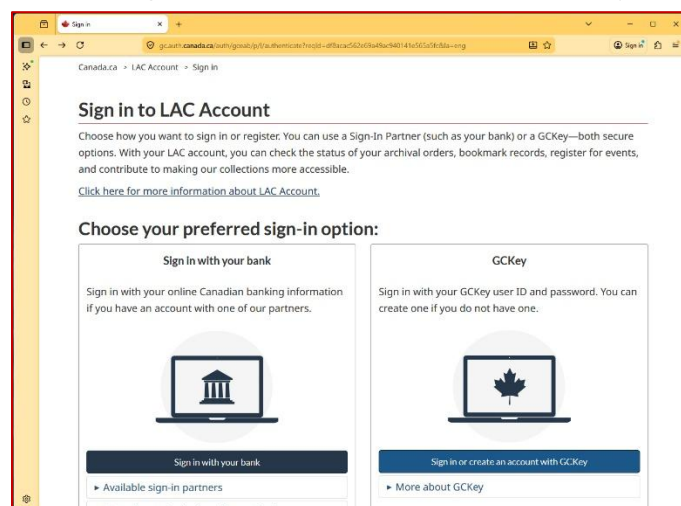 Sign in
gc.auth.canada.ca
Sign in
Canada.ca > LAC Account > Sign in
Sign in to LAC Account
Choose how you want to sign in or register. You can use a Sign-In Partner (such as your bank) or a GCKey—both secure
options. With your LAC account, you can check the status of your archival orders, bookmark records, register for events,
and contribute to making our collections more accessible.
Click here for more information about LAC Account.
Choose your preferred sign-in option:
Sign in with your bank
Sign in with your online Canadian banking information
if you have an account with one of our partners.
Sign in with your bank
▸ Available sign-in partners
GCKey
Sign in with your GCKey user ID and password. You can
create one if you do not have one.
Sign in or create an account with GCKey
▸ More about GCKey